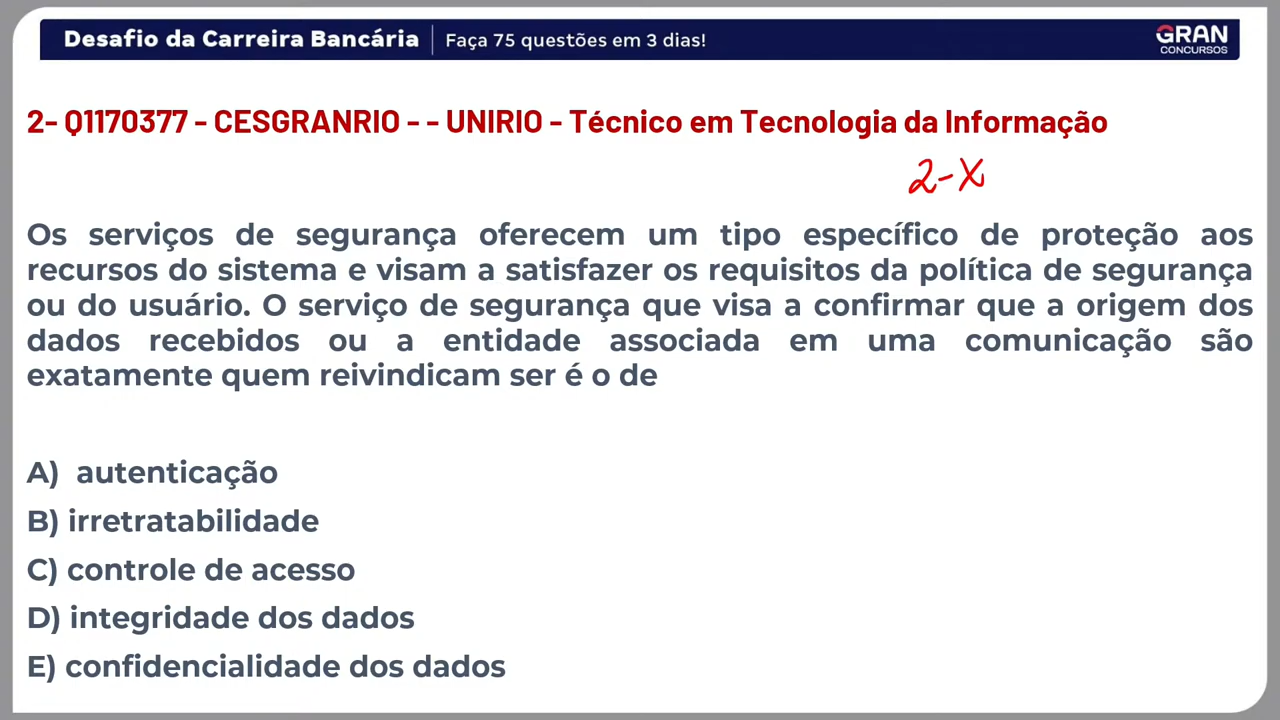 Desafio da Carreira Bancária | Faça 75 questões em 3 dias!
GRAN
CONCURSOS
2- Q1170377 - CESGRANRIO - - UNIRIO - Técnico em Tecnologia da Informação
2-X
Os serviços de segurança oferecem um tipo específico de proteção aos
recursos do sistema e visam a satisfazer os requisitos da política de segurança
ou do usuário. O serviço de segurança que visa a confirmar que a origem dos
dados recebidos ou a entidade associada em uma comunicação são
exatamente quem reivindicam ser é o de
A) autenticação
B) irretratabilidade
C) controle de acesso
D) integridade dos dados
E) confidencialidade dos dados